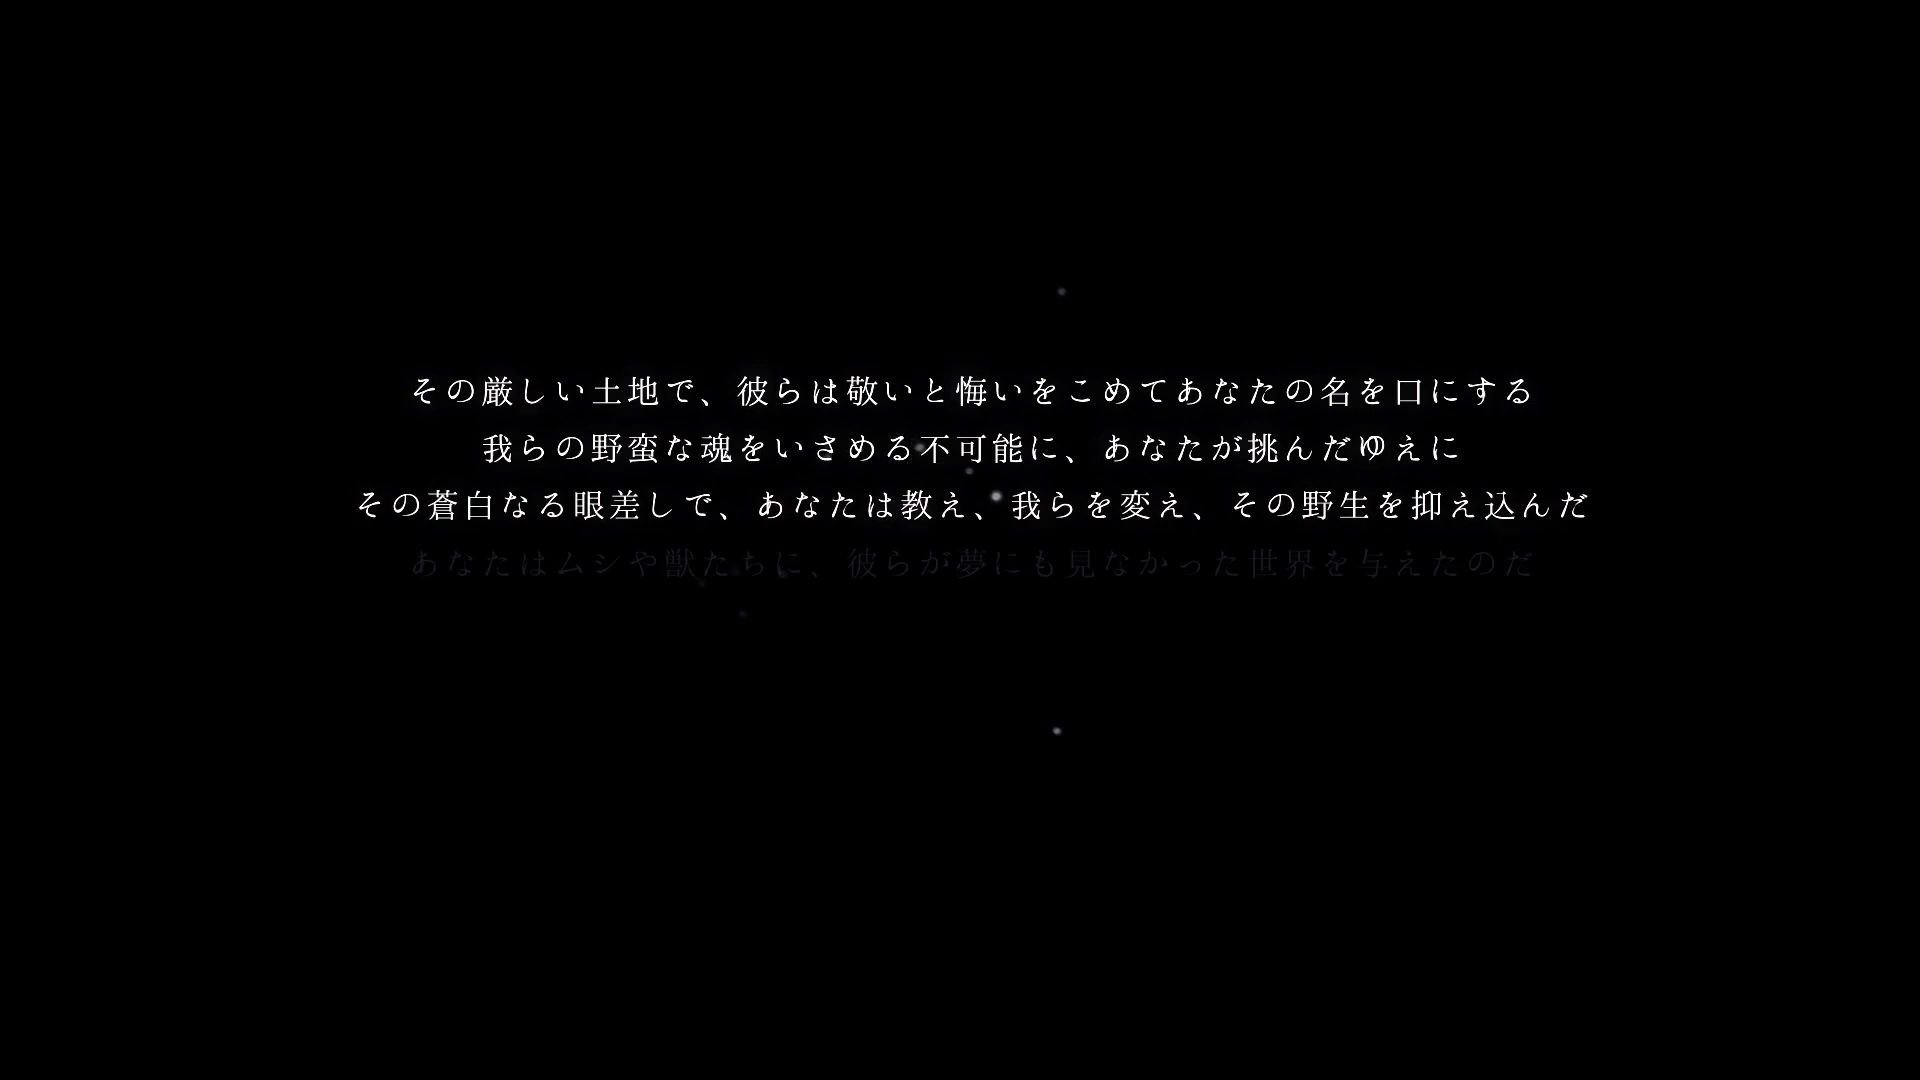 その厳しい土地で、彼らは敬いと悔いをこめてあなたの名を口にする
我らの野蛮な魂をいさめる不可能に、あなたが挑んだゆえに
その蒼白なる眼差しで、あなたは教え、我らを変え、その野生を抑え込んだ
あなたはムシや獣たちに、彼らが夢にも見なかった世界を与えたのだ